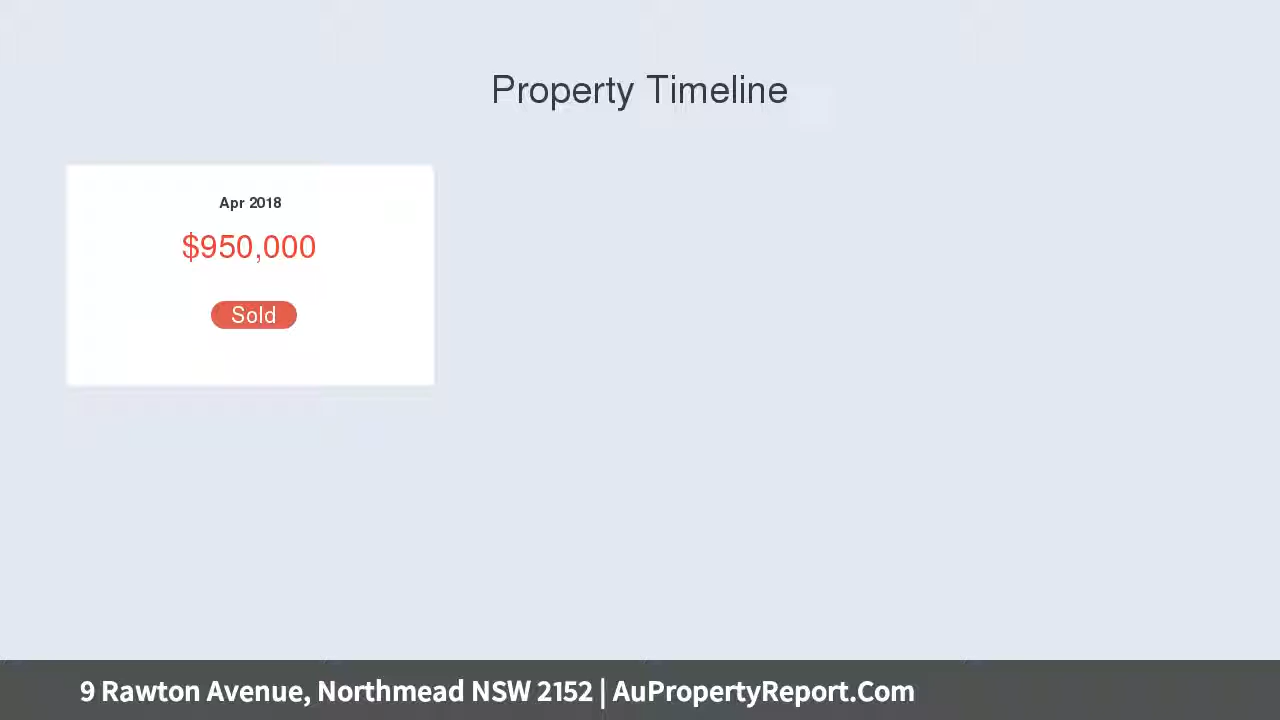 Property Timeline
Apr 2018
$950,000
Sold
9 Rawton Avenue, Northmead NSW 2152 | AuPropertyReport.Com